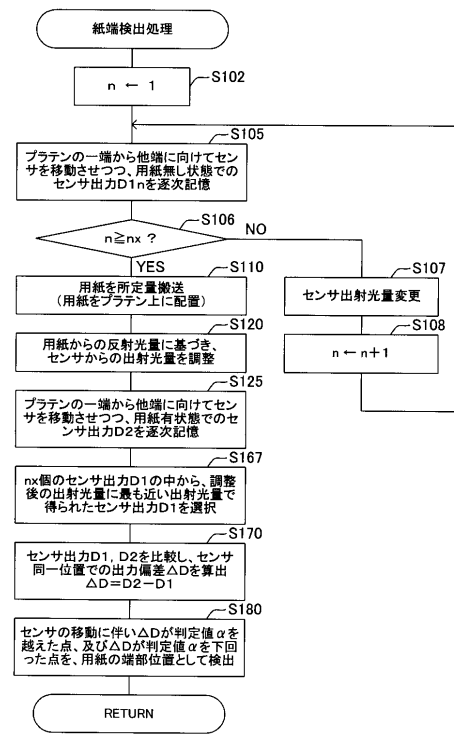 紙端検出処理
S102
n ← 1
S105
プラテンの一端から他端に向けてセン
サを移動させつつ、用紙無し状態での
センサ出力D1nを逐次記憶
S106
n≧nx ?
NO
YES
S107
センサ出射光量変更
S108
n ← n+1
S110
用紙を所定量搬送
(用紙をプラテン上に配置)
S120
用紙からの反射光量に基づき、
センサからの出射光量を調整
S125
プラテンの一端から他端に向けてセン
サを移動させつつ、用紙有状態でのセ
ンサ出力D2を逐次記憶
S167
nx個のセンサ出力D1の中から、調整
後の出射光量に最も近い出射光量で
得られたセンサ出力D1を選択
S170
センサ出力D1, D2を比較し、センサ
同一位置での出力偏差△Dを算出
△D=D2-D1
S180
センサの移動に伴い△Dが判定値αを
越えた点、及び△Dが判定値αを下回
った点を、用紙の端部位置として検出
RETURN